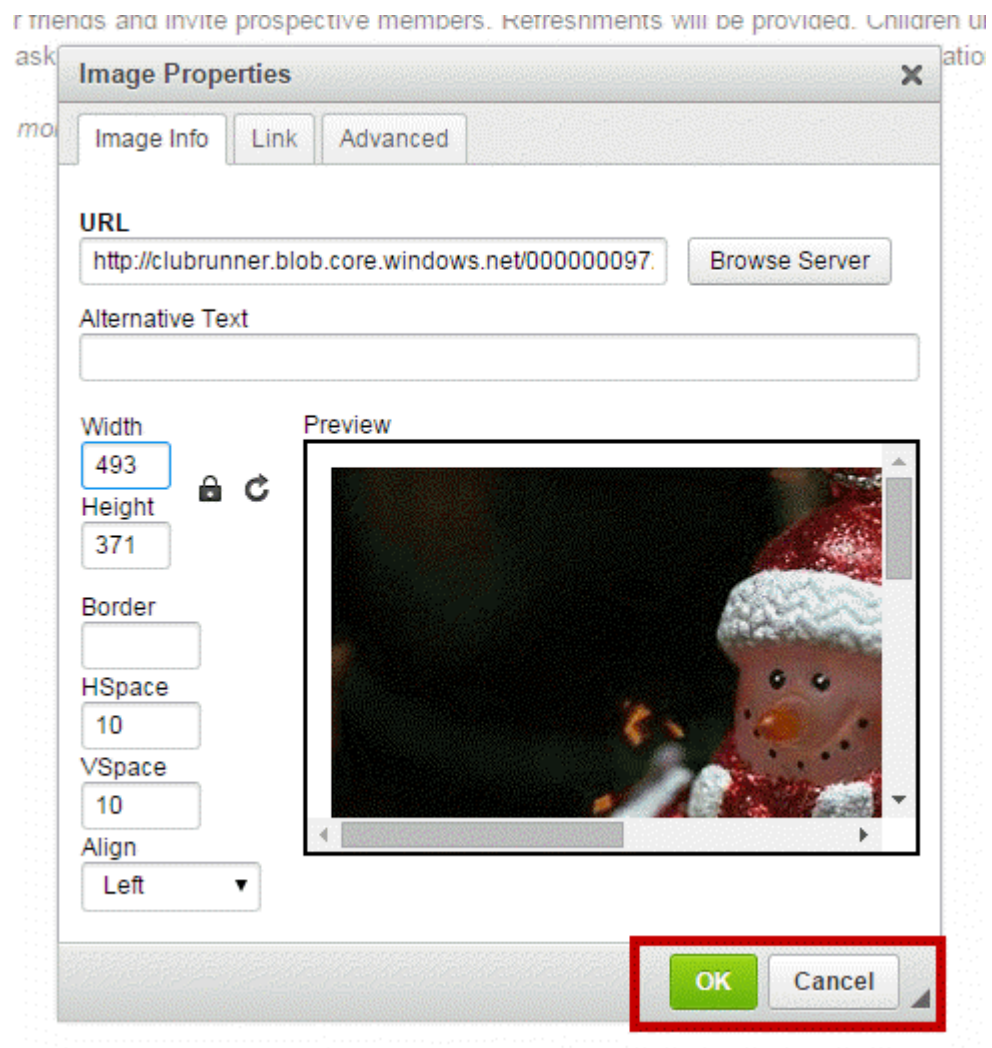 r friends and invite prospective members. Refreshments will be provided. Children
ask
Image Properties
Image Info Link Advanced
URL
http://clubrunner.blob.core.windows.net/000000097.
Browse Server
Alternative Text
Width
493
Height
371
Preview
Border
HSpace
10
VSpace
10
Align
Left
OK Cancel